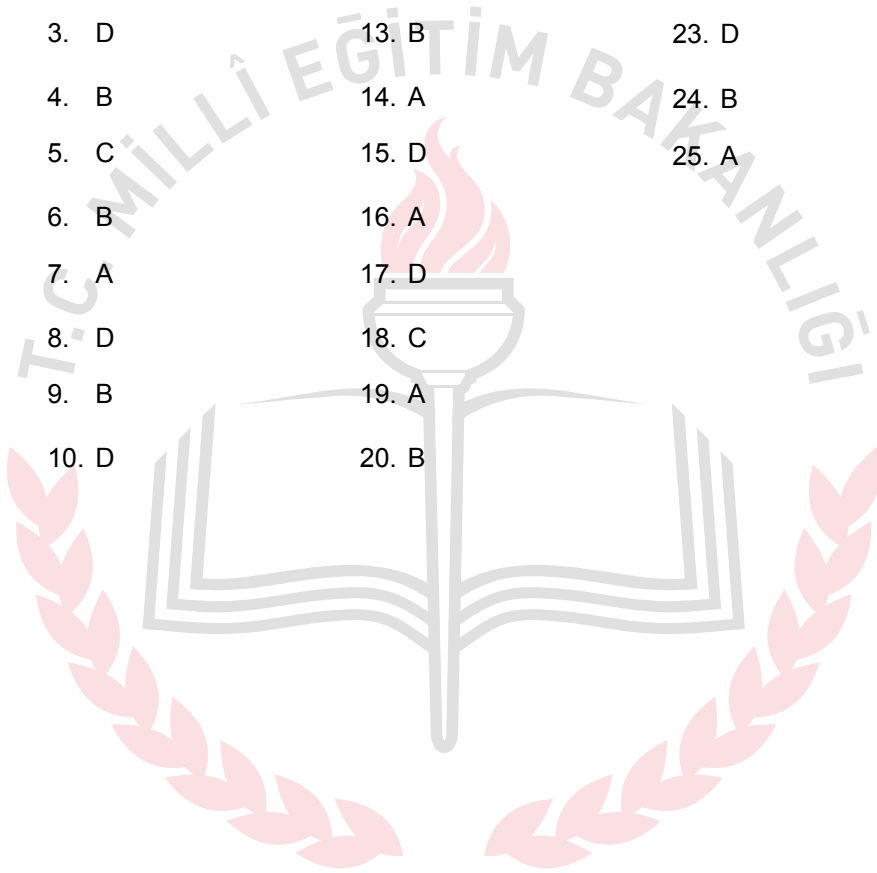 T.C. MİLLÎ EĞİTİM BAKANLIĞI
3. D
4. B
5. C
6. B
7. A
8. D
9. B
10. D
13. B
14. A
15. D
16. A
17. D
18. C
19. A
20. B
23. D
24. B
25. A